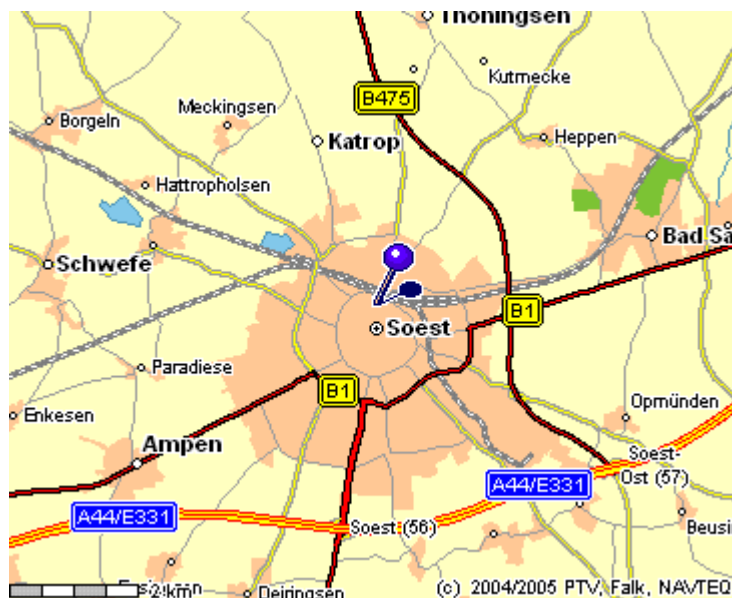 Thöningsen
Kutmecke
B475
Meckingsen
Borgeln
Katrop
Heppen
Hattropholsen
Bad Sa
Schwefe
B1
Soest
Paradiese
B1
Enkesen
Opmünden
Ampen
Soest-
Ost (57)
A44/E331
A44/E331
Soest (56)
Beusin
2 km
Deiringsen
(c) 2004/2005 PTV, Falk, NAVTEQ